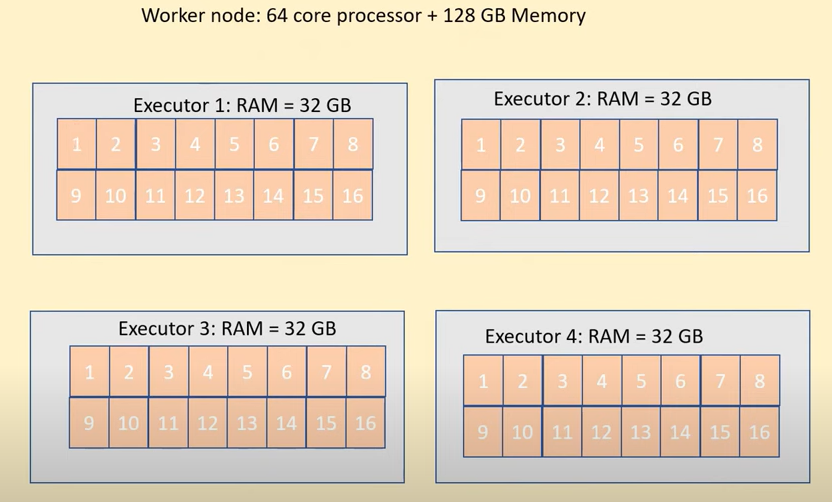 Worker node: 64 core processor + 128 GB Memory
Executor 1: RAM = 32 GB
1 2 3 4 5 6 7 8
9 10 11 12 13 14 15 16
Executor 2: RAM = 32 GB
1 2 3 4 5 6 7 8
9 10 11 12 13 14 15 16
Executor 3: RAM = 32 GB
1 2 3 4 5 6 7 8
9 10 11 12 13 14 15 16
Executor 4: RAM = 32 GB
1 2 3 4 5 6 7 8
9 10 11 12 13 14 15 16